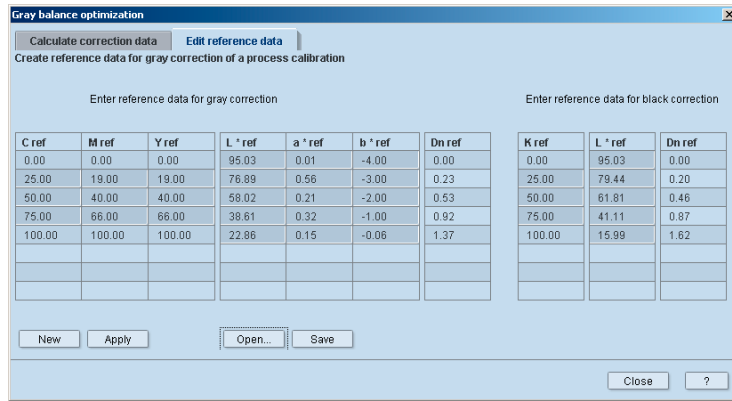 Gray balance optimization
Calculate correction data Edit reference data
Create reference data for gray correction of a process calibration
Enter reference data for gray correction Enter reference data for black correction
C ref M ref Y ref L * ref a * ref b * ref Dn ref K ref L * ref Dn ref
0.00 0.00 0.00 95.03 0.01 -4.00 0.00 0.00 95.03 0.00
25.00 19.00 19.00 76.89 0.56 -3.00 0.23 25.00 79.44 0.20
50.00 40.00 40.00 58.02 0.21 -2.00 0.53 50.00 61.81 0.46
75.00 66.00 66.00 38.61 0.32 -1.00 0.92 75.00 41.11 0.87
100.00 100.00 100.00 22.86 0.15 -0.06 1.37 100.00 15.99 1.62
New Apply Open... Save
Close ?